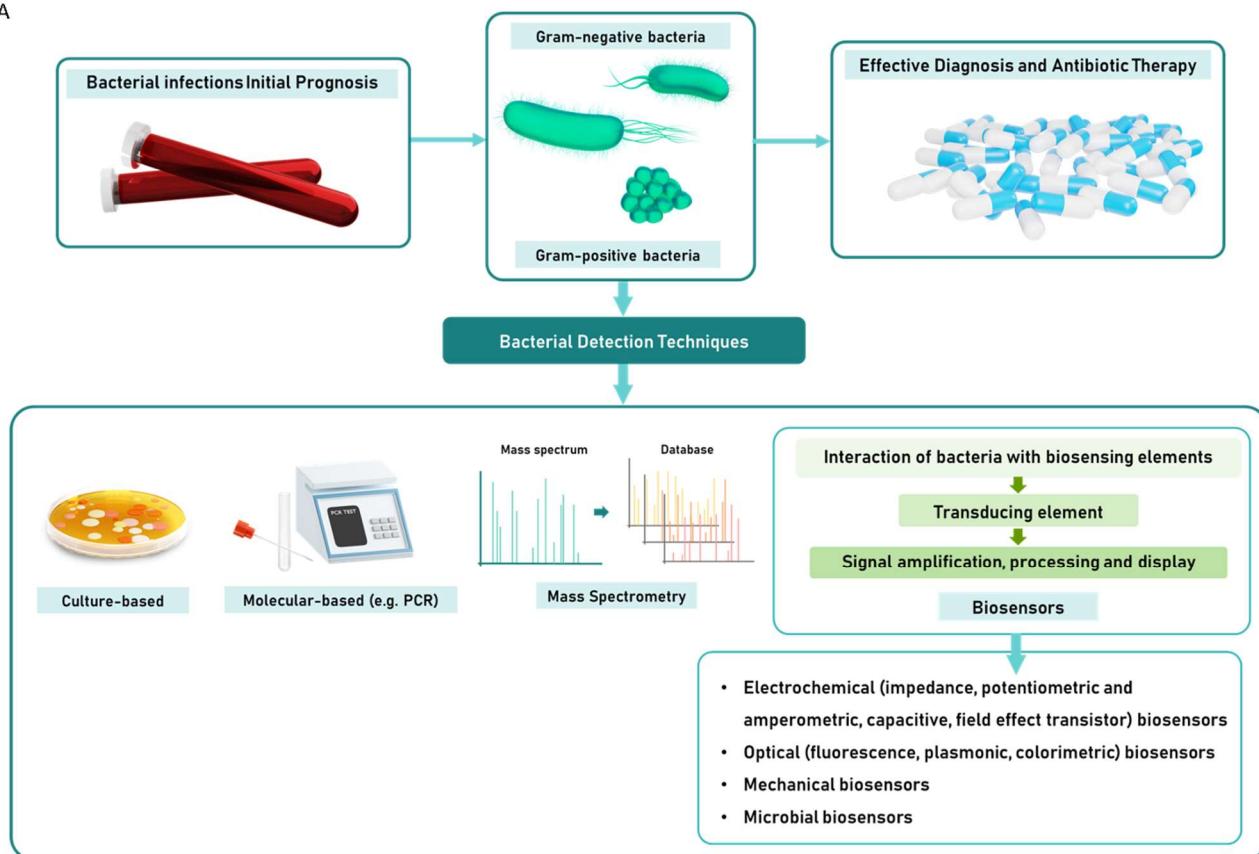 A
Bacterial infections Initial Prognosis
Gram-negative bacteria
Gram-positive bacteria
Effective Diagnosis and Antibiotic Therapy
Bacterial Detection Techniques
Culture-based
PCR TEST
Molecular-based (e.g. PCR)
Mass spectrum
Database
Mass Spectrometry
Interaction of bacteria with biosensing elements
Transducing element
Signal amplification, processing and display
Biosensors
• Electrochemical (impedance, potentiometric and
amperometric, capacitive, field effect transistor) biosensors
• Optical (fluorescence, plasmonic, colorimetric) biosensors
• Mechanical biosensors
• Microbial biosensors